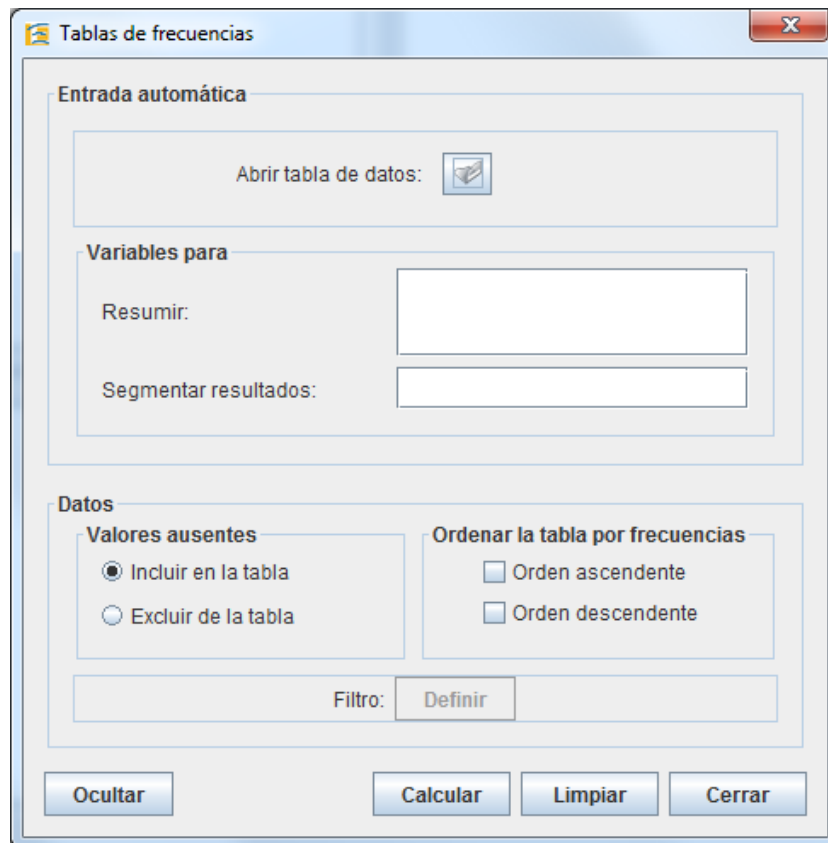 Tablas de frecuencias
Entrada automática
Abrir tabla de datos:
Variables para
Resumir:
Segmentar resultados:
Datos
Valores ausentes
Incluir en la tabla
Excluir de la tabla
Ordenar la tabla por frecuencias
Orden ascendente
Orden descendente
Filtro: Definir
Ocultar Calcular Limpiar Cerrar